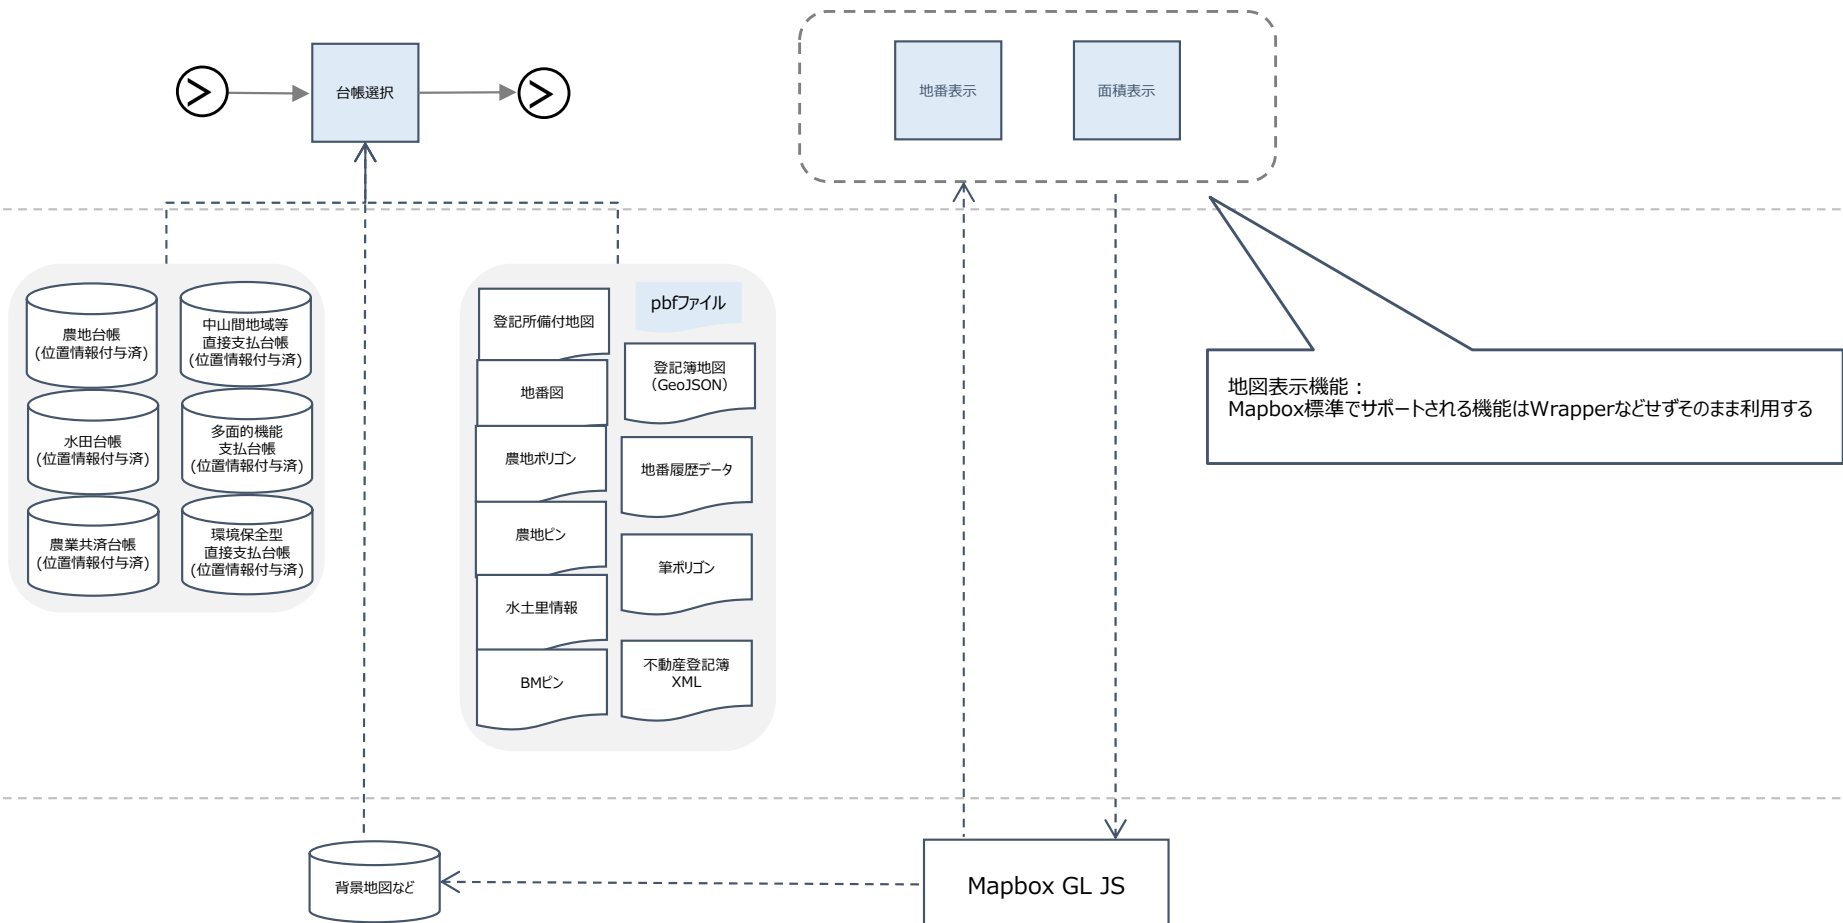 台帳選択
地番表示
面積表示
農地台帳
(位置情報付与済)
中山間地域等
直接支払台帳
(位置情報付与済)
水田台帳
(位置情報付与済)
多面的機能
支払台帳
(位置情報付与済)
農業共済台帳
(位置情報付与済)
環境保全型
直接支払台帳
(位置情報付与済)
登記所備付地図
地番図
農地ポリゴン
農地ピン
水土里情報
BMピン
pbfファイル
登記簿地図
（GeoJSON）
地番履歴データ
筆ポリゴン
不動産登記簿
XML
地図表示機能：
Mapbox標準でサポートされる機能はWrapperなどせずそのまま利用する
背景地図など
Mapbox GL JS